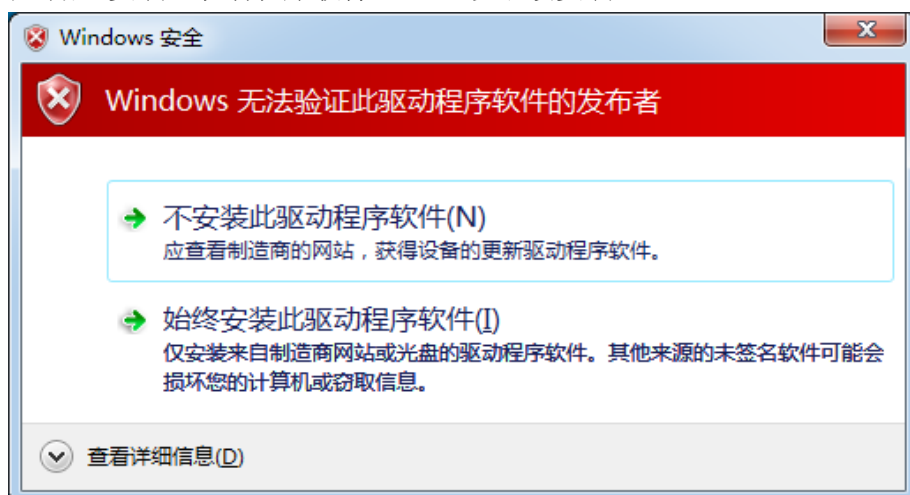 Windows 安全
Windows 无法验证此驱动程序软件的发布者
不安装此驱动程序软件(N)
应查看制造商的网站，获得设备的更新驱动程序软件。
始终安装此驱动程序软件(I)
仅安装来自制造商网站或光盘的驱动程序软件。其他来源的未签名软件可能会
损坏您的计算机或窃取信息。
查看详细信息(D)